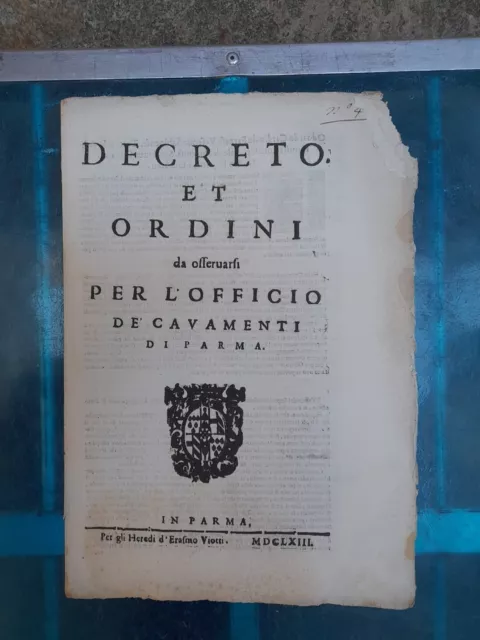 n.º 4
DECRETO.
ET
ORDINI
da osseruarsi
PER L'OFFICIO
DE' CAVAMENTI
DI PARMA.
IN PARMA,
Per gli Heredi d'Erasmo Viotti. MDCLXIII.